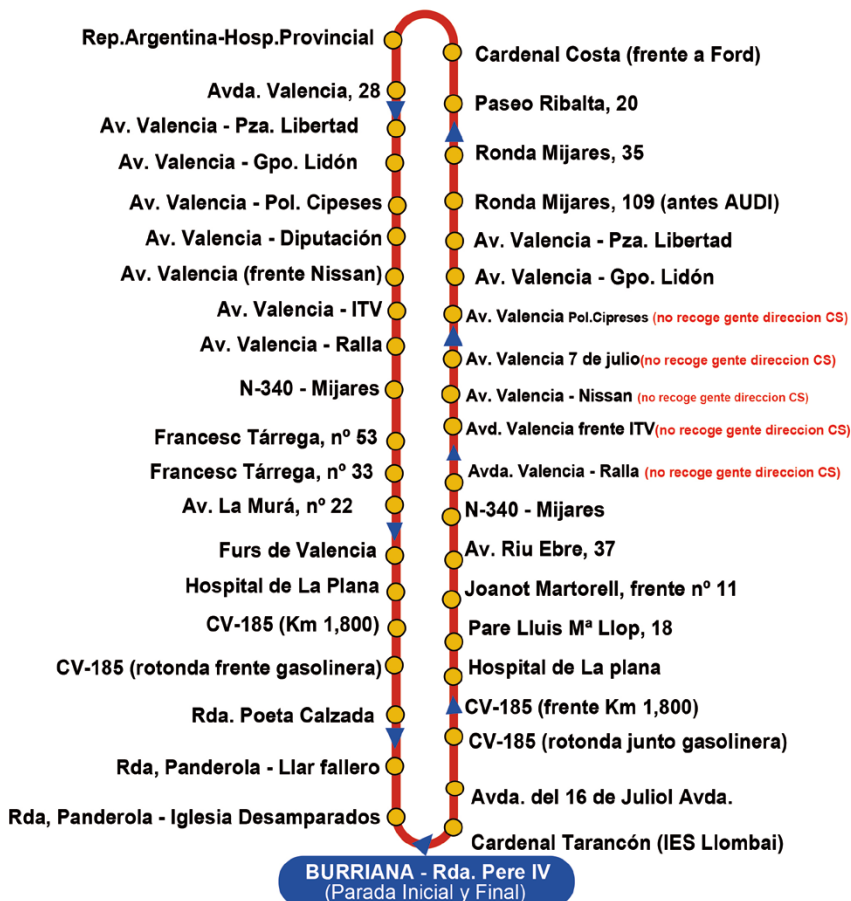 Rep.Argentina-Hosp.Provincial
Avda. Valencia, 28
Av. Valencia - Pza. Libertad
Av. Valencia - Gpo. Lidón
Av. Valencia - Pol. Cipeses
Av. Valencia - Diputación
Av. Valencia (frente Nissan)
Av. Valencia - ITV
Av. Valencia - Ralla
N-340 - Mijares
Francesc Tárrega, nº 53
Francesc Tárrega, nº 33
Av. La Murá, nº 22
Furs de Valencia
Hospital de La Plana
CV-185 (Km 1,800)
CV-185 (rotonda frente gasolinera)
Rda. Poeta Calzada
Rda, Panderola - Llar fallero
Rda, Panderola - Iglesia Desamparados
Cardenal Costa (frente a Ford)
Paseo Ribalta, 20
Ronda Mijares, 35
Ronda Mijares, 109 (antes AUDI)
Av. Valencia - Pza. Libertad
Av. Valencia - Gpo. Lidón
Av. Valencia Pol.Cipreses (no recoge gente direccion CS)
Av. Valencia 7 de julio(no recoge gente direccion CS)
Av. Valencia - Nissan (no recoge gente direccion CS)
Avd. Valencia frente ITV(no recoge gente direccion CS)
Avda. Valencia - Ralla (no recoge gente direccion CS)
N-340 - Mijares
Av. Riu Ebre, 37
Joanot Martorell, frente nº 11
Pare Lluis Mª Llop, 18
Hospital de La plana
CV-185 (frente Km 1,800)
CV-185 (rotonda junto gasolinera)
Avda. del 16 de Juliol Avda.
Cardenal Tarancón (IES Llombai)
BURRIANA - Rda. Pere IV
(Parada Inicial y Final)